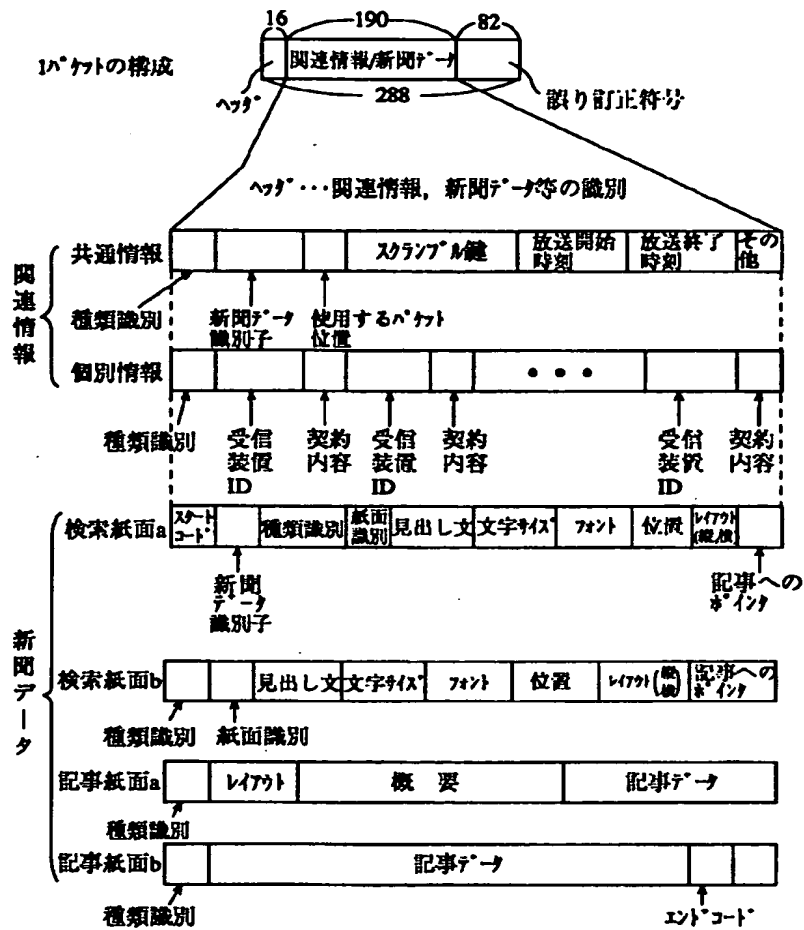 16 190 82
1パケットの構成
関連情報/新聞データ
ヘッダ
288
誤り訂正符号
ヘッダ・・・関連情報，新聞データ等の識別
関連情報
共通情報
スクランブル鍵
放送開始時刻
放送終了時刻
その他
種類識別
新聞データ識別子
使用するパケット位置
個別情報
・・・
種類識別
受信装置ID
契約内容
受信装置ID
契約内容
受信装置ID
契約内容
新聞データ
検索紙面a
スタートコード
種類識別
紙面識別
見出し文
文字サイズ
フォント
位置
レイアウト(縦,横)
新聞データ識別子
記事へのポインタ
検索紙面b
見出し文
文字サイズ
フォント
位置
レイアウト(縦横)
記事へのポインタ
種類識別
紙面識別
記事紙面a
レイアウト
概 要
記事データ
種類識別
記事紙面b
記事データ
種類識別
エンドコード